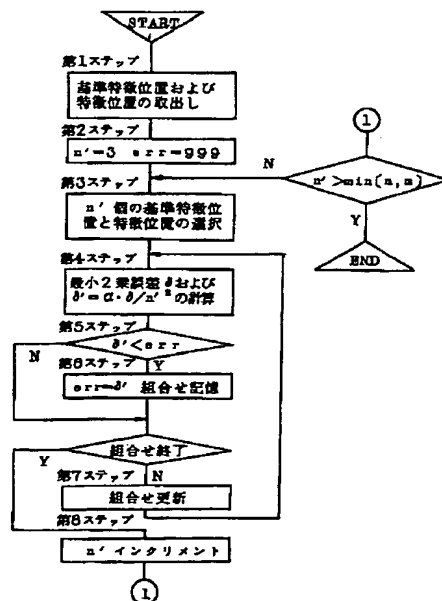 START
第1ステップ
基準特徴位置および
特徴位置の取出し
第2ステップ
n'=3 err=999
第3ステップ
n'個の基準特徴位
置と特徴位置の選択
第4ステップ
最小2乗誤差∂および
∂'=α・∂/n'²の計算
第5ステップ
∂'<err
N
Y
第6ステップ
err=∂' 組合せ記憶
組合せ終了
Y
N
第7ステップ
組合せ更新
第8ステップ
n'インクリメント
1
1
N
n'>min(n,m)
Y
END